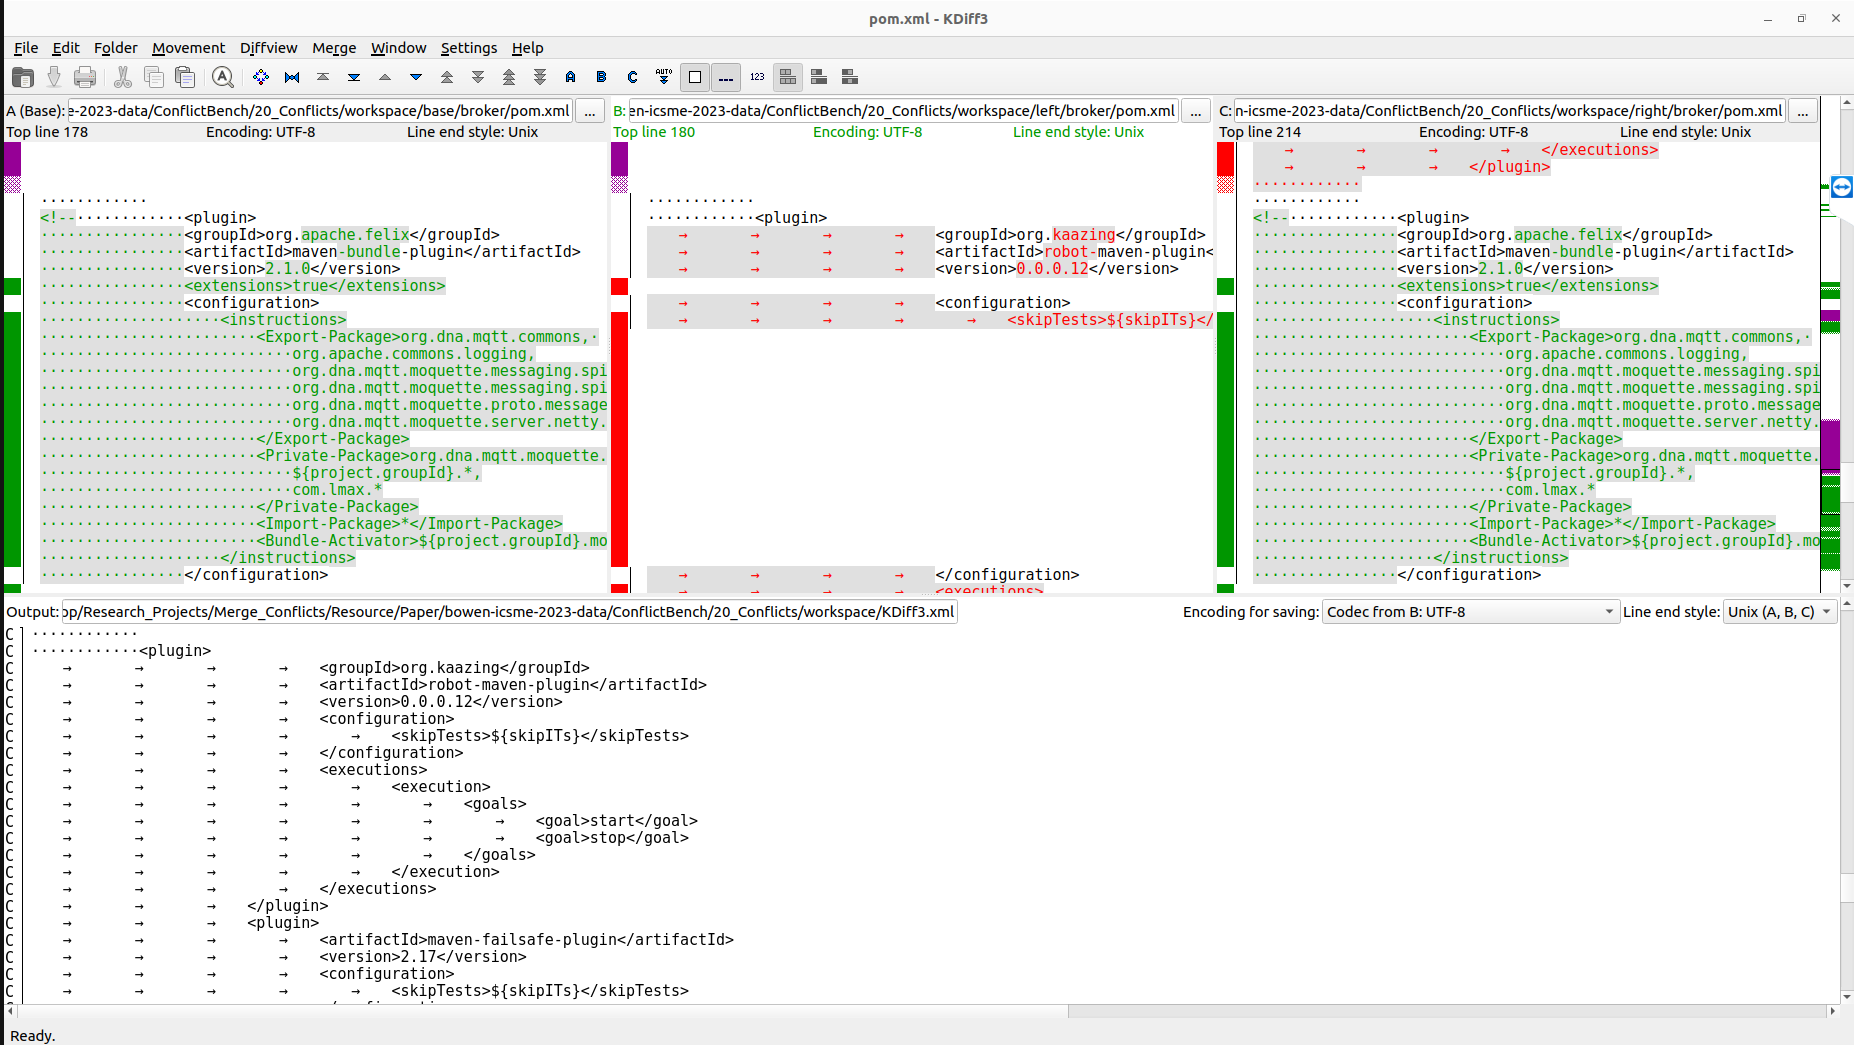 pom.xml - KDiff3
File Edit Folder Movement Diffview Merge Window Settings Help
A B C AUTO 123
A (Base): e-2023-data/ConflictBench/20_Conflicts/workspace/base/broker/pom.xml ...
Top line 178 Encoding: UTF-8 Line end style: Unix
············
<!--············<plugin>
················<groupId>org.apache.felix</groupId>
················<artifactId>maven-bundle-plugin</artifactId>
················<version>2.1.0</version>
················<extensions>true</extensions>
················<configuration>
····················<instructions>
························<Export-Package>org.dna.mqtt.commons,·
····························org.apache.commons.logging,
····························org.dna.mqtt.moquette.messaging.spi
····························org.dna.mqtt.moquette.messaging.spi
····························org.dna.mqtt.moquette.proto.message
····························org.dna.mqtt.moquette.server.netty.
························</Export-Package>
························<Private-Package>org.dna.mqtt.moquette.
····························${project.groupId}.*,
····························com.lmax.*
························</Private-Package>
························<Import-Package>*</Import-Package>
························<Bundle-Activator>${project.groupId}.mo
····················</instructions>
················</configuration>
B: en-icsme-2023-data/ConflictBench/20_Conflicts/workspace/left/broker/pom.xml ...
Top line 180 Encoding: UTF-8 Line end style: Unix
············
············<plugin>
→ → → → <groupId>org.kaazing</groupId>
→ → → → <artifactId>robot-maven-plugin<
→ → → → <version>0.0.0.12</version>
→ → → → <configuration>
→ → → → → <skipTests>${skipITs}</
→ → → → </configuration>
→ → → → <executions>
C: n-icsme-2023-data/ConflictBench/20_Conflicts/workspace/right/broker/pom.xml ...
Top line 214 Encoding: UTF-8 Line end style: Unix
→ → → → </executions>
→ → → </plugin>
············
············
<!--············<plugin>
················<groupId>org.apache.felix</groupId>
················<artifactId>maven-bundle-plugin</artifactId>
················<version>2.1.0</version>
················<extensions>true</extensions>
················<configuration>
····················<instructions>
························<Export-Package>org.dna.mqtt.commons,·
····························org.apache.commons.logging,
····························org.dna.mqtt.moquette.messaging.spi
····························org.dna.mqtt.moquette.messaging.spi
····························org.dna.mqtt.moquette.proto.message
····························org.dna.mqtt.moquette.server.netty.
························</Export-Package>
························<Private-Package>org.dna.mqtt.moquette.
····························${project.groupId}.*,
····························com.lmax.*
························</Private-Package>
························<Import-Package>*</Import-Package>
························<Bundle-Activator>${project.groupId}.mo
····················</instructions>
················</configuration>
Output: op/Research_Projects/Merge_Conflicts/Resource/Paper/bowen-icsme-2023-data/ConflictBench/20_Conflicts/workspace/KDiff3.xml Encoding for saving: Codec from B: UTF-8 Line end style: Unix (A, B, C)
C ············
C ············<plugin>
C → → → → <groupId>org.kaazing</groupId>
C → → → → <artifactId>robot-maven-plugin</artifactId>
C → → → → <version>0.0.0.12</version>
C → → → → <configuration>
C → → → → → <skipTests>${skipITs}</skipTests>
C → → → → </configuration>
C → → → → <executions>
C → → → → → <execution>
C → → → → → → <goals>
C → → → → → → → <goal>start</goal>
C → → → → → → → <goal>stop</goal>
C → → → → → → </goals>
C → → → → → </execution>
C → → → → </executions>
C → → → </plugin>
C → → → <plugin>
C → → → → <artifactId>maven-failsafe-plugin</artifactId>
C → → → → <version>2.17</version>
C → → → → <configuration>
C → → → → → <skipTests>${skipITs}</skipTests>
Ready.